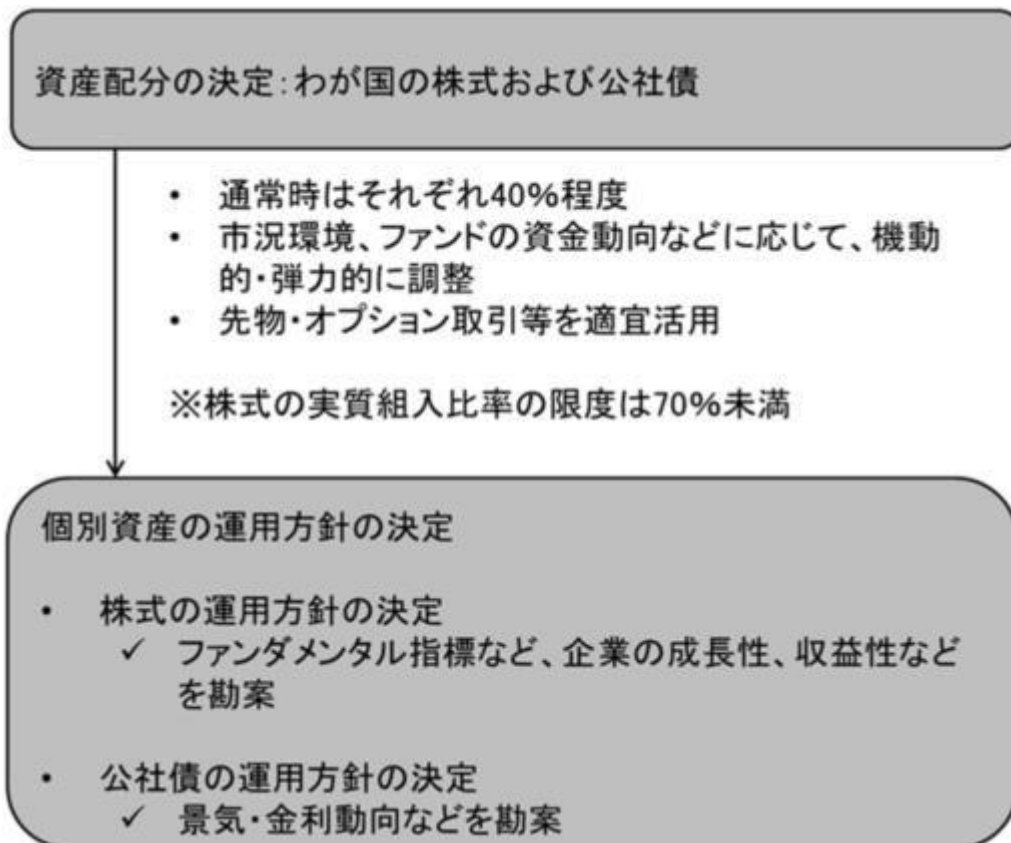 資産配分の決定：わが国の株式および公社債
• 通常時はそれぞれ40%程度
• 市況環境、ファンドの資金動向などに応じて、機動
的・弾力的に調整
• 先物・オプション取引等を適宜活用
※株式の実質組入比率の限度は70%未満
個別資産の運用方針の決定
• 株式の運用方針の決定
✓ ファンダメンタル指標など、企業の成長性、収益性など
を勘案
• 公社債の運用方針の決定
✓ 景気・金利動向などを勘案